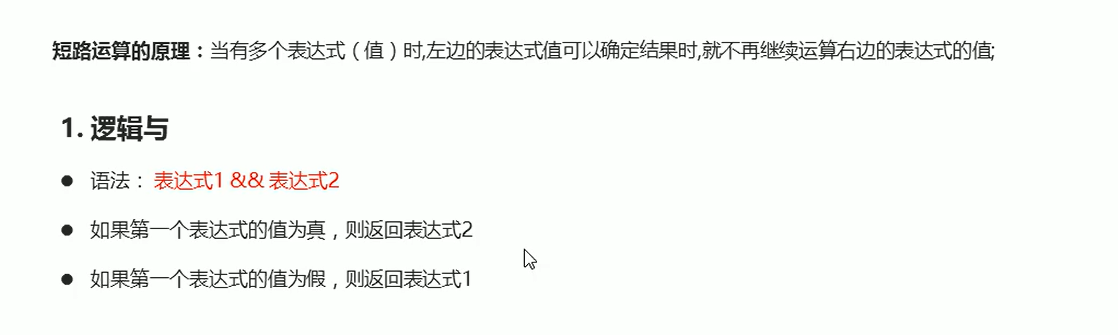 短路运算的原理：当有多个表达式（值）时,左边的表达式值可以确定结果时,就不再继续运算右边的表达式的值;
1. 逻辑与
● 语法： 表达式1 && 表达式2
● 如果第一个表达式的值为真，则返回表达式2
● 如果第一个表达式的值为假，则返回表达式1